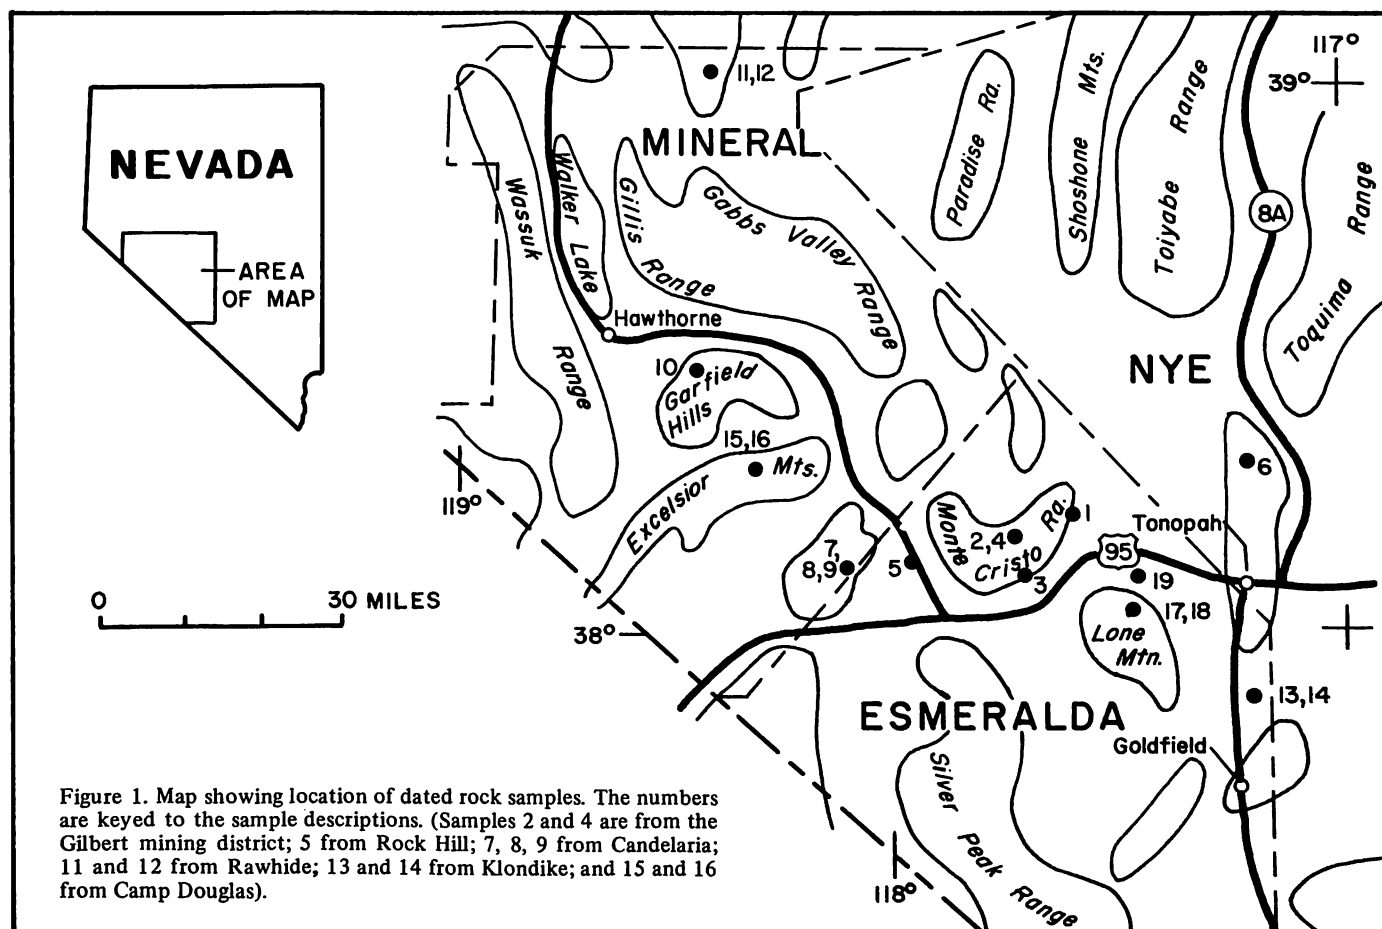 NEVADA
AREA
OF MAP
0 30 MILES
117°
39°
11,12
MINERAL
Paradise Ra.
Shoshone Mts.
Toiyabe Range
8A
Toquima Range
Wassuk Range
Walker Lake
Gillis Range
Gabbs Valley Range
Hawthorne
10
Garfield
Hills
NYE
15,16
Excelsior Mts.
119°
6
Monte Cristo Ra.
1
2,4
3
Tonopah
95
7,
8,9
5
19
17,18
38°
Lone
Mtn.
ESMERALDA
13,14
Goldfield
Silver Peak Range
118°
Figure 1. Map showing location of dated rock samples. The numbers
are keyed to the sample descriptions. (Samples 2 and 4 are from the
Gilbert mining district; 5 from Rock Hill; 7, 8, 9 from Candelaria;
11 and 12 from Rawhide; 13 and 14 from Klondike; and 15 and 16
from Camp Douglas).